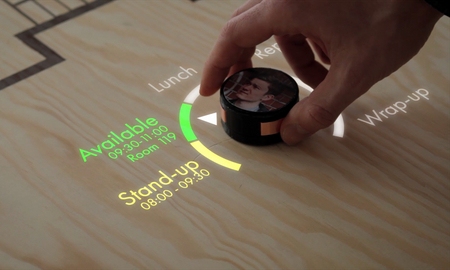 Lunch
Wrap-up
Available
09:30-11:00
Room 119
Stand-up
08:00 - 09:30